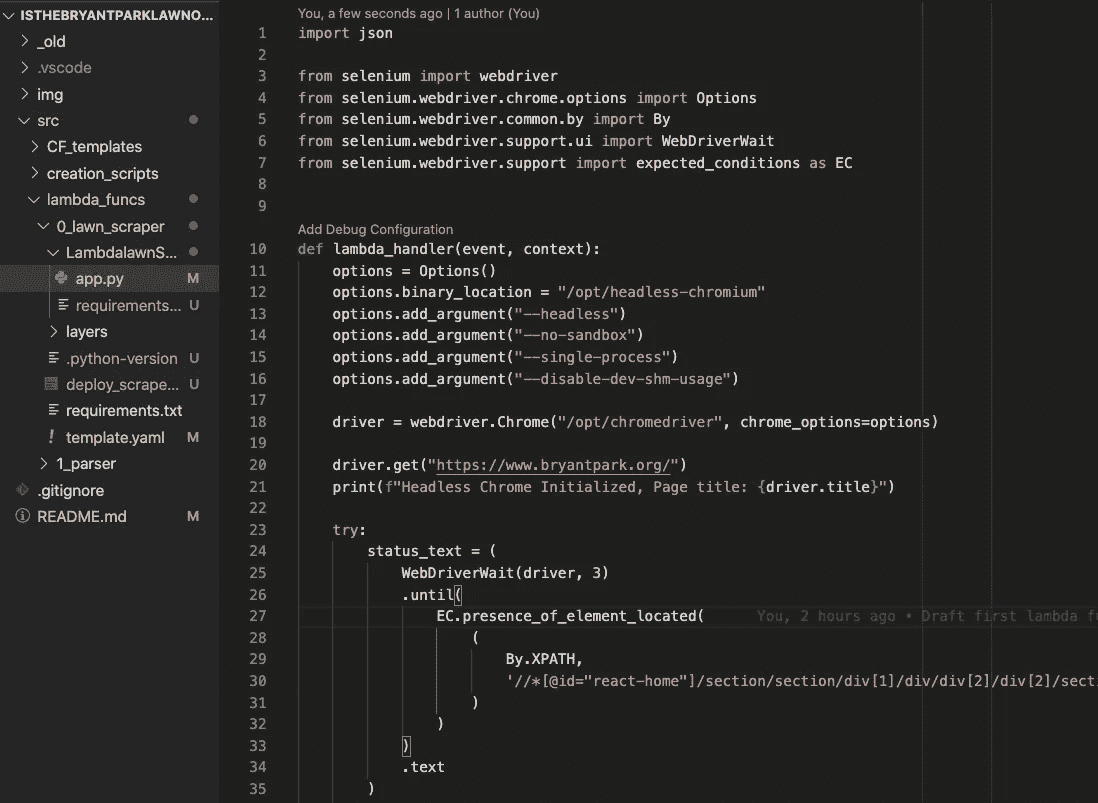 ISTHEBRYANTPARKLAWNO...
_old
.vscode
img
src
CF_templates
creation_scripts
lambda_funcs
0_lawn_scraper
LambdalawnS...
app.py M
requirements... U
layers
.python-version U
deploy_scrape... U
requirements.txt
template.yaml M
1_parser
.gitignore
README.md M
You, a few seconds ago | 1 author (You)
1 import json
2
3 from selenium import webdriver
4 from selenium.webdriver.chrome.options import Options
5 from selenium.webdriver.common.by import By
6 from selenium.webdriver.support.ui import WebDriverWait
7 from selenium.webdriver.support import expected_conditions as EC
8
9
Add Debug Configuration
10 def lambda_handler(event, context):
11 options = Options()
12 options.binary_location = "/opt/headless-chromium"
13 options.add_argument("--headless")
14 options.add_argument("--no-sandbox")
15 options.add_argument("--single-process")
16 options.add_argument("--disable-dev-shm-usage")
17
18 driver = webdriver.Chrome("/opt/chromedriver", chrome_options=options)
19
20 driver.get("https://www.bryantpark.org/")
21 print(f"Headless Chrome Initialized, Page title: {driver.title}")
22
23 try:
24 status_text = (
25 WebDriverWait(driver, 3)
26 .until(
27 EC.presence_of_element_located( You, 2 hours ago • Draft first lambda f
28 (
29 By.XPATH,
30 '//*[@id="react-home"]/section/section/div[1]/div/div[2]/div[2]/secti
31 )
32 )
33 )
34 .text
35 )